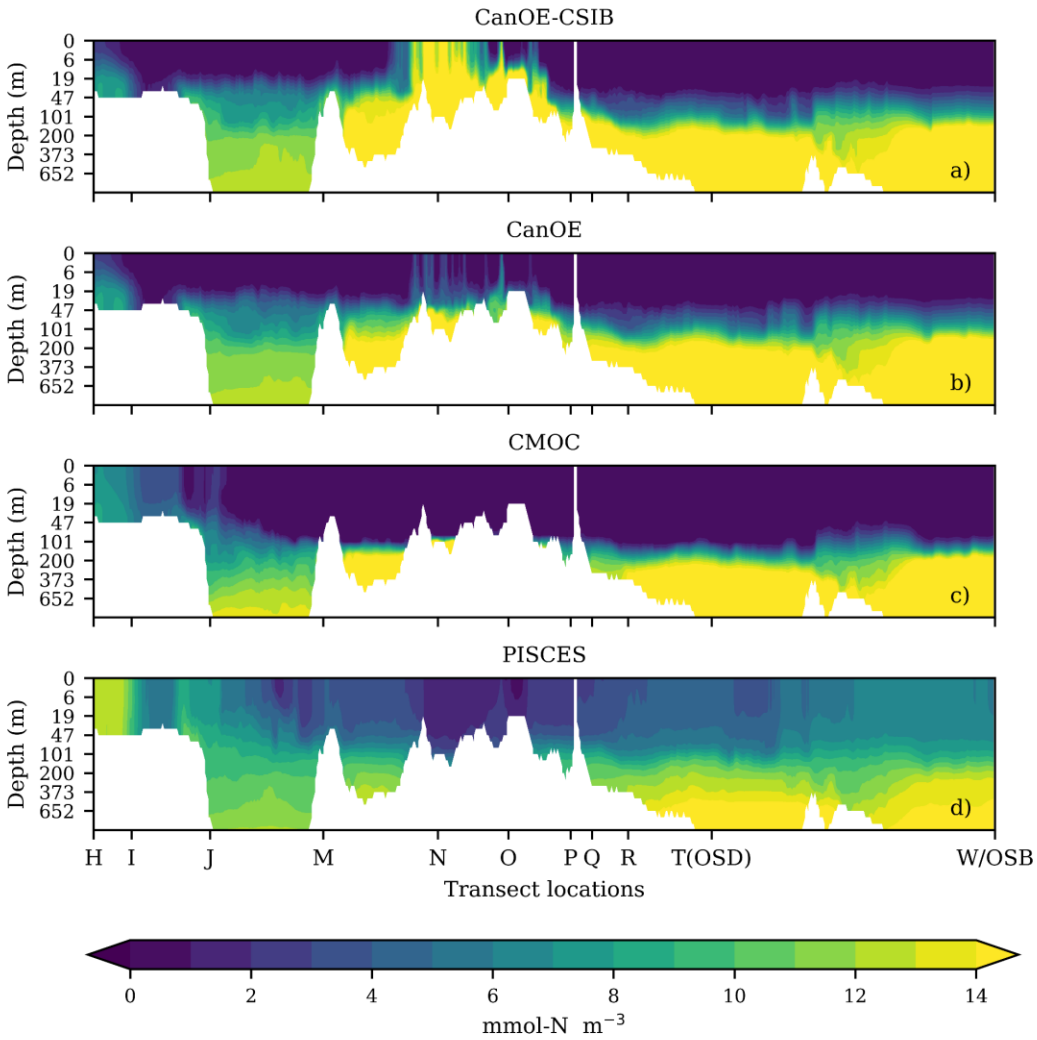 CanOE-CSIB
0
6
19
47
101
200
373
652
Depth (m)
a)
CanOE
0
6
19
47
101
200
373
652
Depth (m)
b)
CMOC
0
6
19
47
101
200
373
652
Depth (m)
c)
PISCES
0
6
19
47
101
200
373
652
Depth (m)
d)
H I J M N O P Q R T(OSD) W/OSB
Transect locations
0 2 4 6 8 10 12 14
mmol-N m⁻³